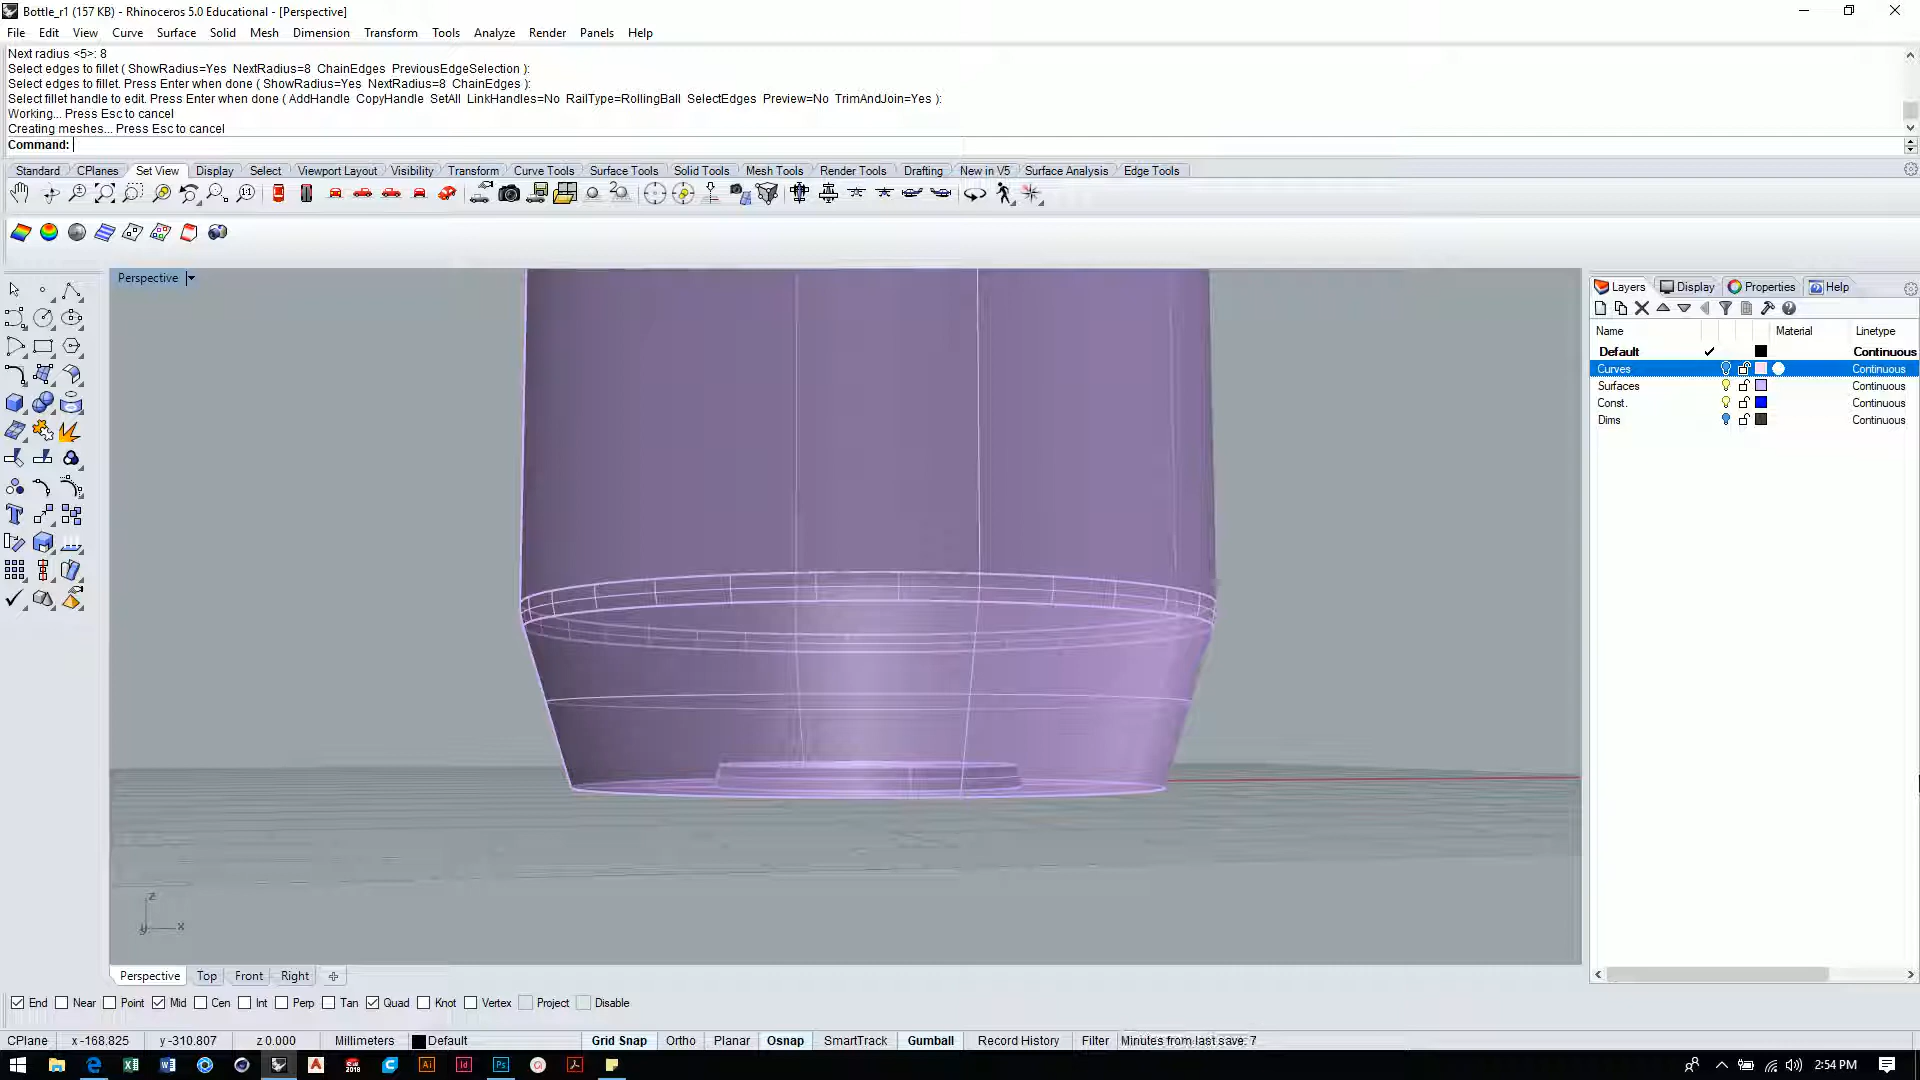 Bottle_r1 (157 KB) - Rhinoceros 5.0 Educational - [Perspective]
File Edit View Curve Surface Solid Mesh Dimension Transform Tools Analyze Render Panels Help
Next radius <5>: 8
Select edges to fillet ( ShowRadius=Yes NextRadius=8 ChainEdges PreviousEdgeSelection ):
Select edges to fillet. Press Enter when done ( ShowRadius=Yes NextRadius=8 ChainEdges ):
Select fillet handle to edit. Press Enter when done ( AddHandle CopyHandle SetAll LinkHandles=No RailType=RollingBall SelectEdges Preview=No TrimAndJoin=Yes ):
Working... Press Esc to cancel
Creating meshes... Press Esc to cancel
Command:
Standard CPlanes Set View Display Select Viewport Layout Visibility Transform Curve Tools Surface Tools Solid Tools Mesh Tools Render Tools Drafting New in V5 Surface Analysis Edge Tools
Perspective
Layers Display Properties Help
Name Material Linetype
Default Continuous
Curves Continuous
Surfaces Continuous
Const. Continuous
Dims Continuous
z
y x
Perspective Top Front Right
End Near Point Mid Cen Int Perp Tan Quad Knot Vertex Project Disable
CPlane x -168.825 y -310.807 z 0.000 Millimeters Default Grid Snap Ortho Planar Osnap SmartTrack Gumball Record History Filter Minutes from last save: 7
2:54 PM